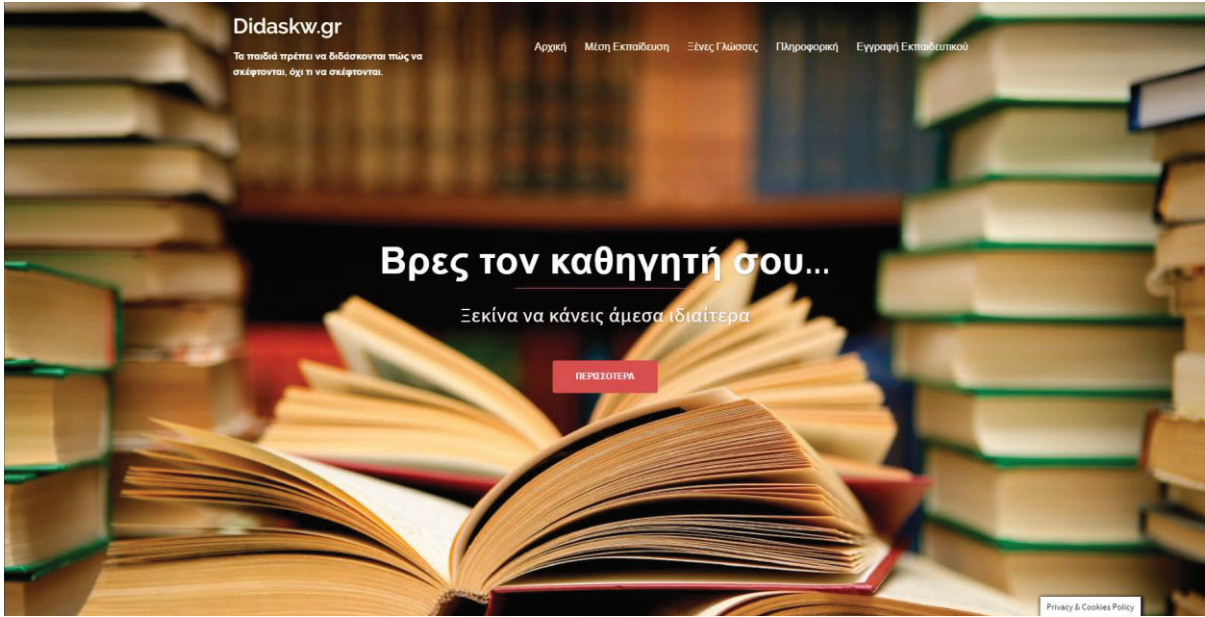 Didaskw.gr
Τα παιδιά πρέπει να διδάσκονται πώς να
σκέφτονται, όχι τι να σκέφτονται.
Αρχική Μέση Εκπαίδευση Ξένες Γλώσσες Πληροφορική Εγγραφή Εκπαιδευτικού
Βρες τον καθηγητή σου...
Ξεκίνα να κάνεις άμεσα ιδιαίτερα
ΠΕΡΙΣΣΟΤΕΡΑ
Privacy & Cookies Policy